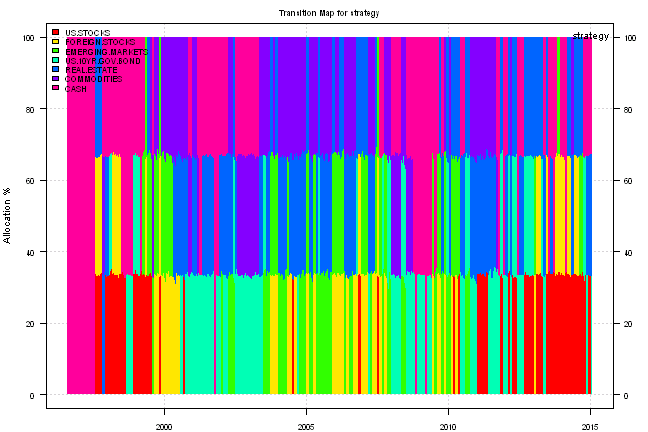 Transition Map for strategy
strategy
US.STOCKS
FOREIGN.STOCKS
EMERGING.MARKETS
US.10YR.GOV.BOND
REAL.ESTATE
COMMODITIES
CASH
Allocation %
100
80
60
40
20
0
100
80
60
40
20
0
2000 2005 2010 2015